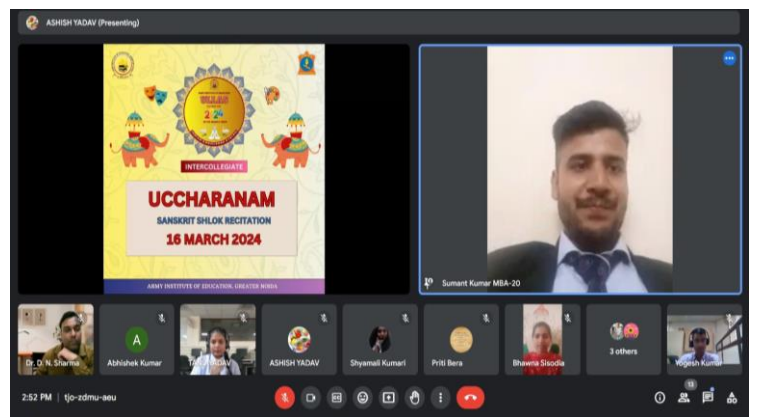 ASHISH YADAV (Presenting)
ULLAS
INTERCOLLEGIATE
UCCHARANAM
SANSKRIT SHLOK RECITATION
16 MARCH 2024
ARMY INSTITUTE OF EDUCATION, GREATER NOIDA
Sumant Kumar MBA-20
Dr. D. N. Sharma
A
Abhishek Kumar
YADAV
ASHISH YADAV
Shyamali Kumari
Priti Bera
Bhawna Sisodia
3 others
Yogesh Kumar
2:52 PM | tjo-zdmu-aeu
13